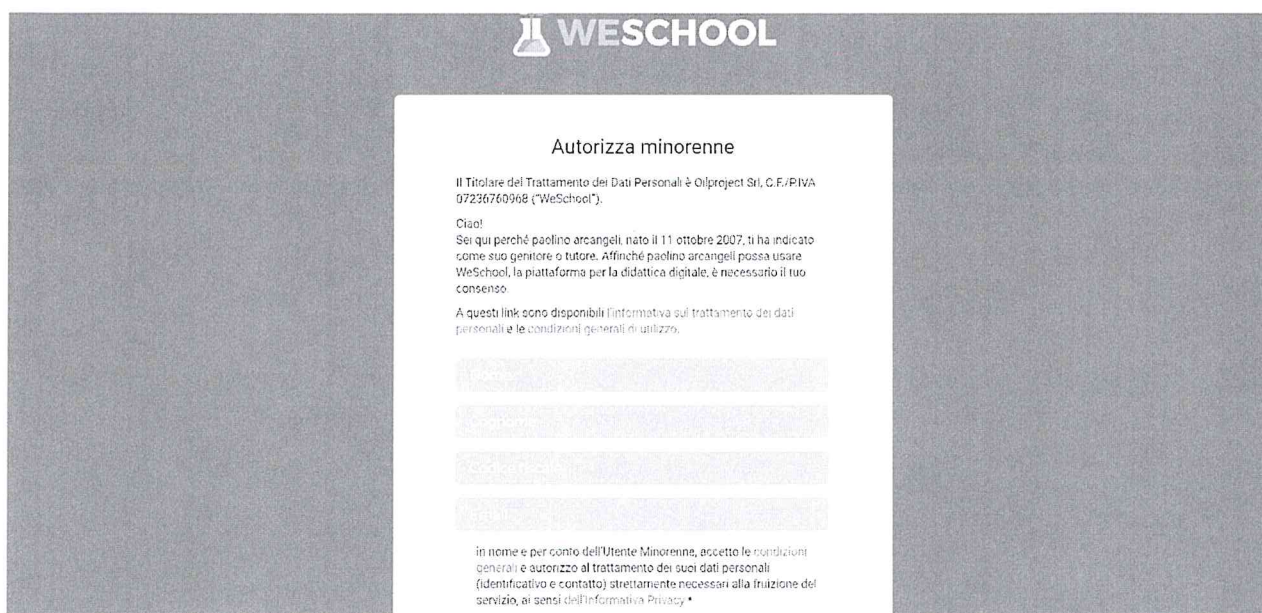 WESCHOOL
Autorizza minorenne
Il Titolare del Trattamento dei Dati Personali è Oilproject Srl, C.F./P.IVA
07236760968 ("WeSchool").
Ciao!
Sei qui perché paolino arcangeli, nato il 11 ottobre 2007, ti ha indicato
come suo genitore o tutore. Affinché paolino arcangeli possa usare
WeSchool, la piattaforma per la didattica digitale, è necessario il tuo
consenso.
A questi link sono disponibili l'informativa sul trattamento dei dati
personali e le condizioni generali di utilizzo.
Cognome
Codice fiscale
in nome e per conto dell'Utente Minorenne, accetto le condizioni
generali e autorizzo al trattamento dei suoi dati personali
(identificativo e contatto) strettamente necessari alla fruizione del
servizio, ai sensi dell'Informativa Privacy *